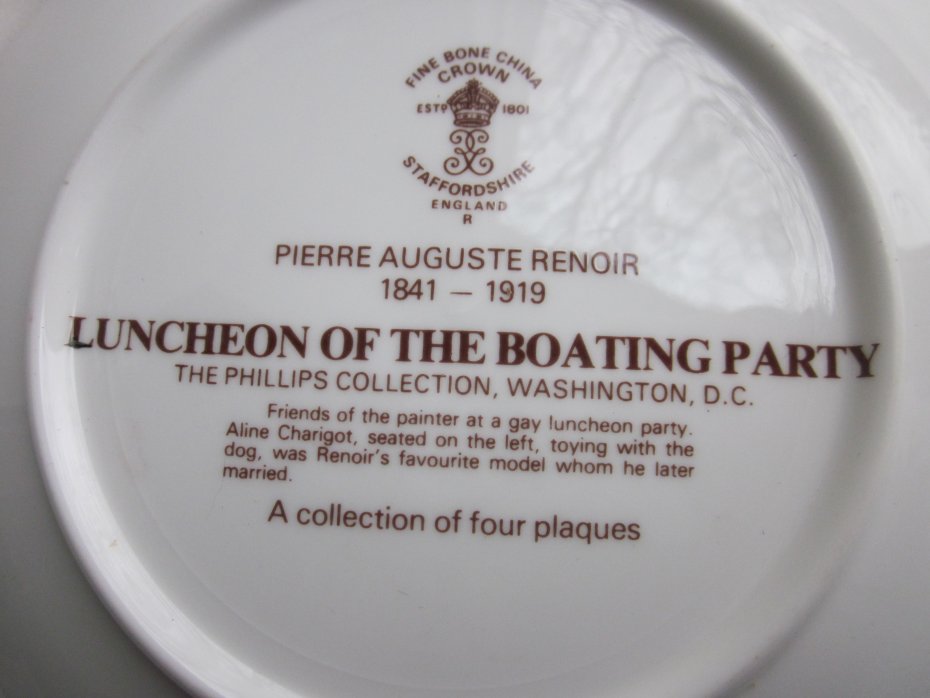 FINE BONE CHINA
CROWN
ESTD 1801
STAFFORDSHIRE
ENGLAND
R
PIERRE AUGUSTE RENOIR
1841 — 1919
LUNCHEON OF THE BOATING PARTY
THE PHILLIPS COLLECTION, WASHINGTON, D.C.
Friends of the painter at a gay luncheon party.
Aline Charigot, seated on the left, toying with the
dog, was Renoir's favourite model whom he later
married.
A collection of four plaques